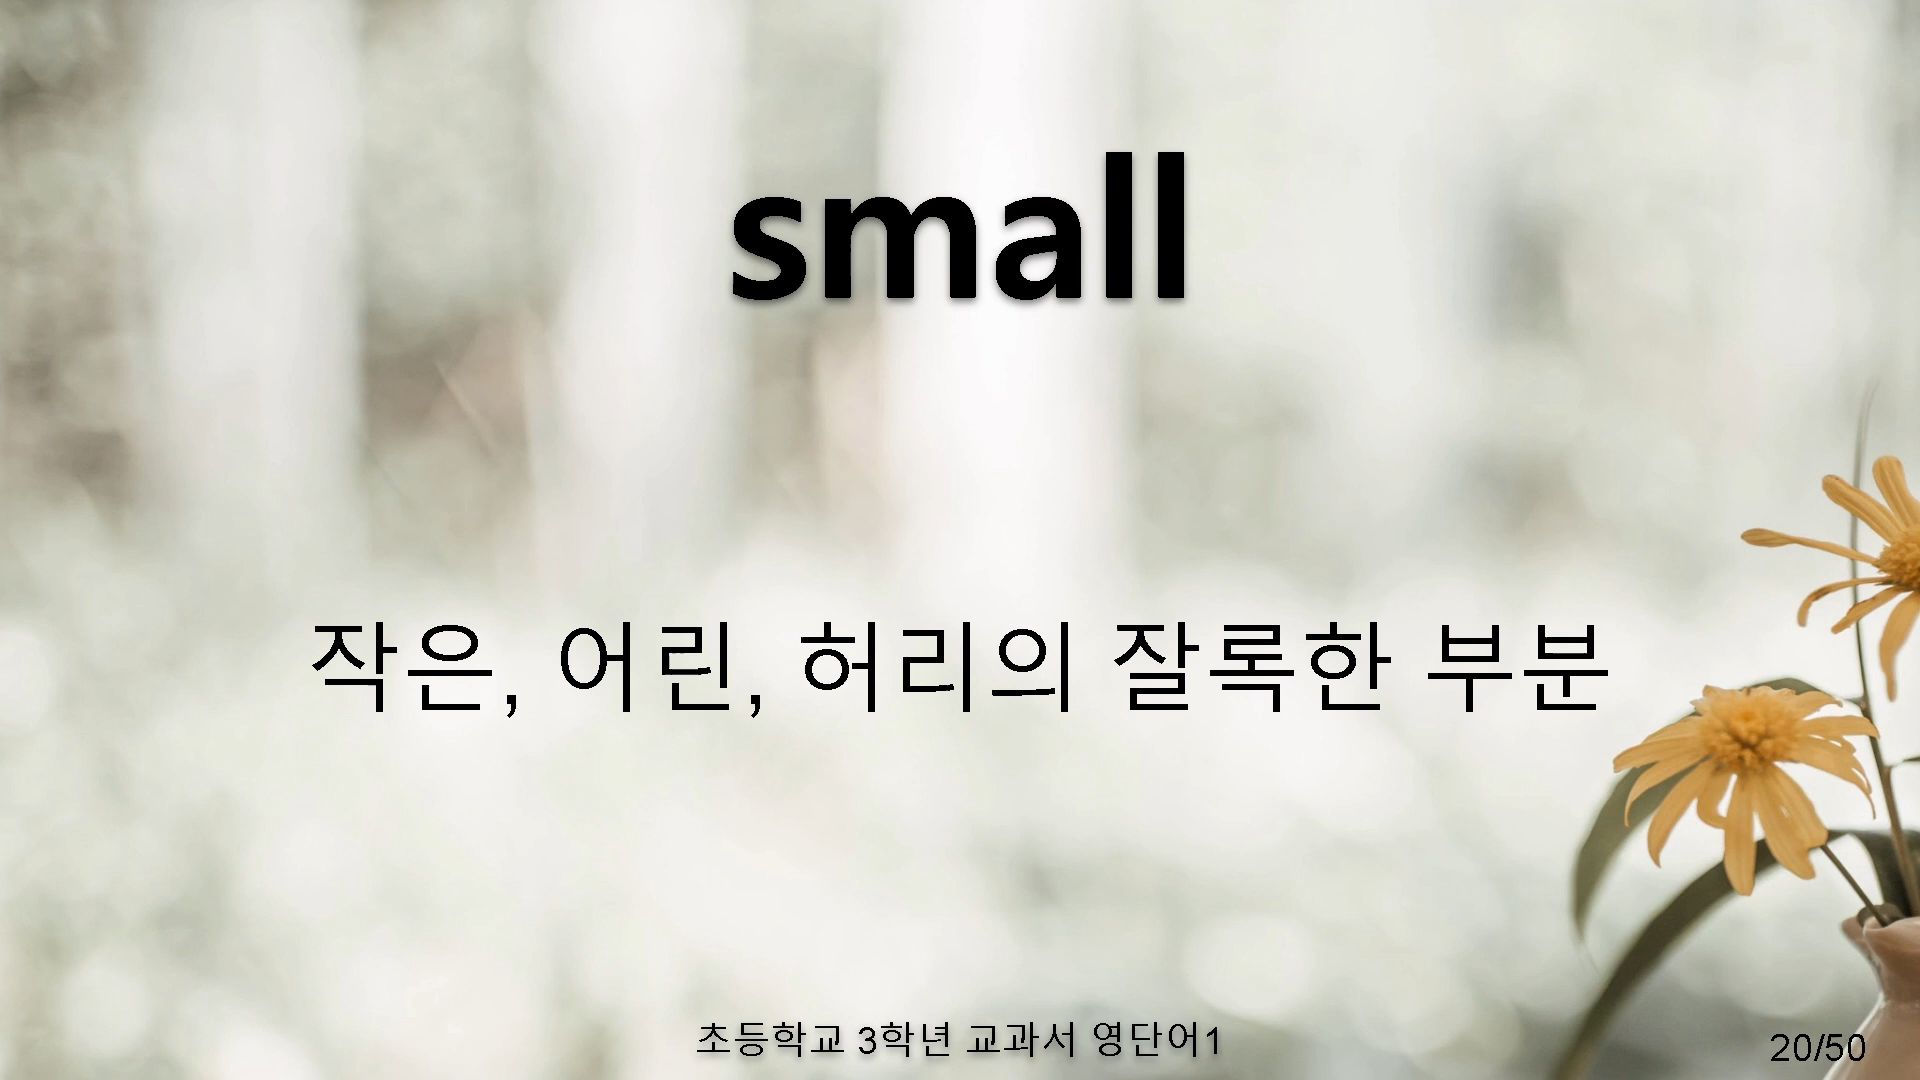 small
작은, 어린, 허리의 잘록한 부분
초등학교 3학년 교과서 영단어1
20/50